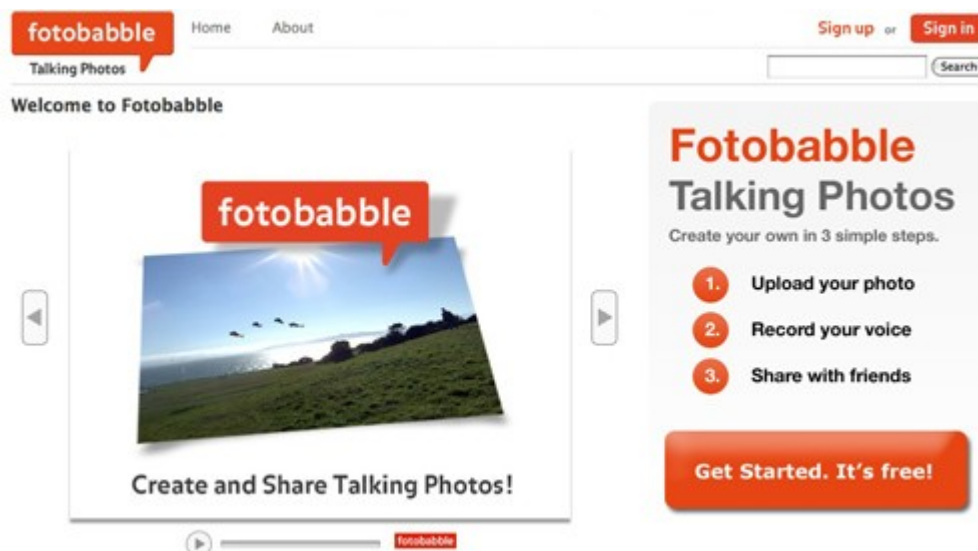 fotobabble
Home About
Sign up or Sign in
Talking Photos
Search
Welcome to Fotobabble
fotobabble
Create and Share Talking Photos!
fotobabble
Fotobabble
Talking Photos
Create your own in 3 simple steps.
1. Upload your photo
2. Record your voice
3. Share with friends
Get Started. It's free!